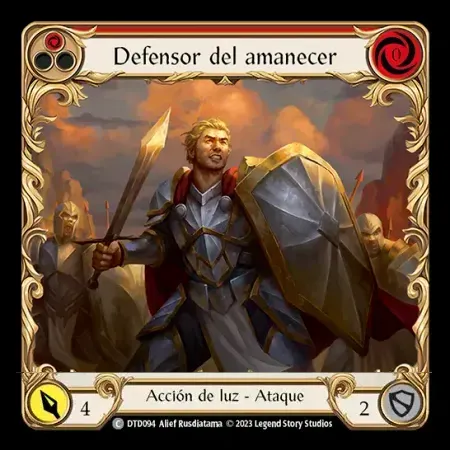 Defensor del amanecer
0
Acción de luz - Ataque
4
2
C DTD094 Alief Rusdiatama © 2023 Legend Story Studios